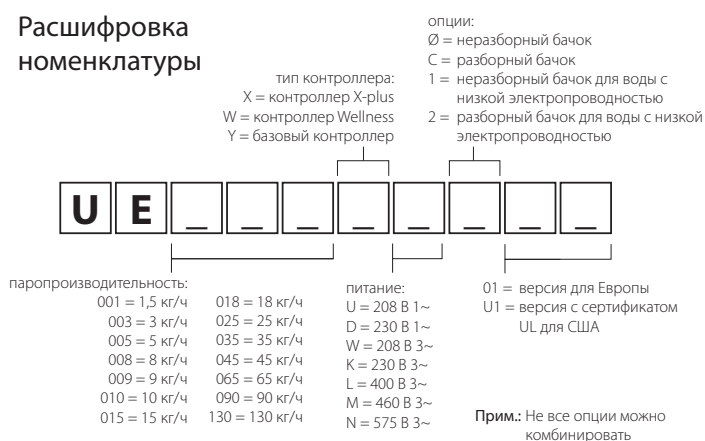 Расшифровка
номенклатуры
опции:
Ø = неразборный бачок
C = разборный бачок
1 = неразборный бачок для воды с
низкой электропроводностью
2 = разборный бачок для воды с низкой
электропроводностью
тип контроллера:
X = контроллер X-plus
W = контроллер Wellness
Y = базовый контроллер
U E _ _ _ _ _ _ _ _
паропроизводительность:
001 = 1,5 кг/ч
003 = 3 кг/ч
005 = 5 кг/ч
008 = 8 кг/ч
009 = 9 кг/ч
010 = 10 кг/ч
015 = 15 кг/ч
018 = 18 кг/ч
025 = 25 кг/ч
035 = 35 кг/ч
045 = 45 кг/ч
065 = 65 кг/ч
090 = 90 кг/ч
130 = 130 кг/ч
питание:
U = 208 В 1~
D = 230 В 1~
W = 208 В 3~
K = 230 В 3~
L = 400 В 3~
M = 460 В 3~
N = 575 В 3~
01 = версия для Европы
U1 = версия с сертификатом
UL для США
Прим.: Не все опции можно
комбинировать